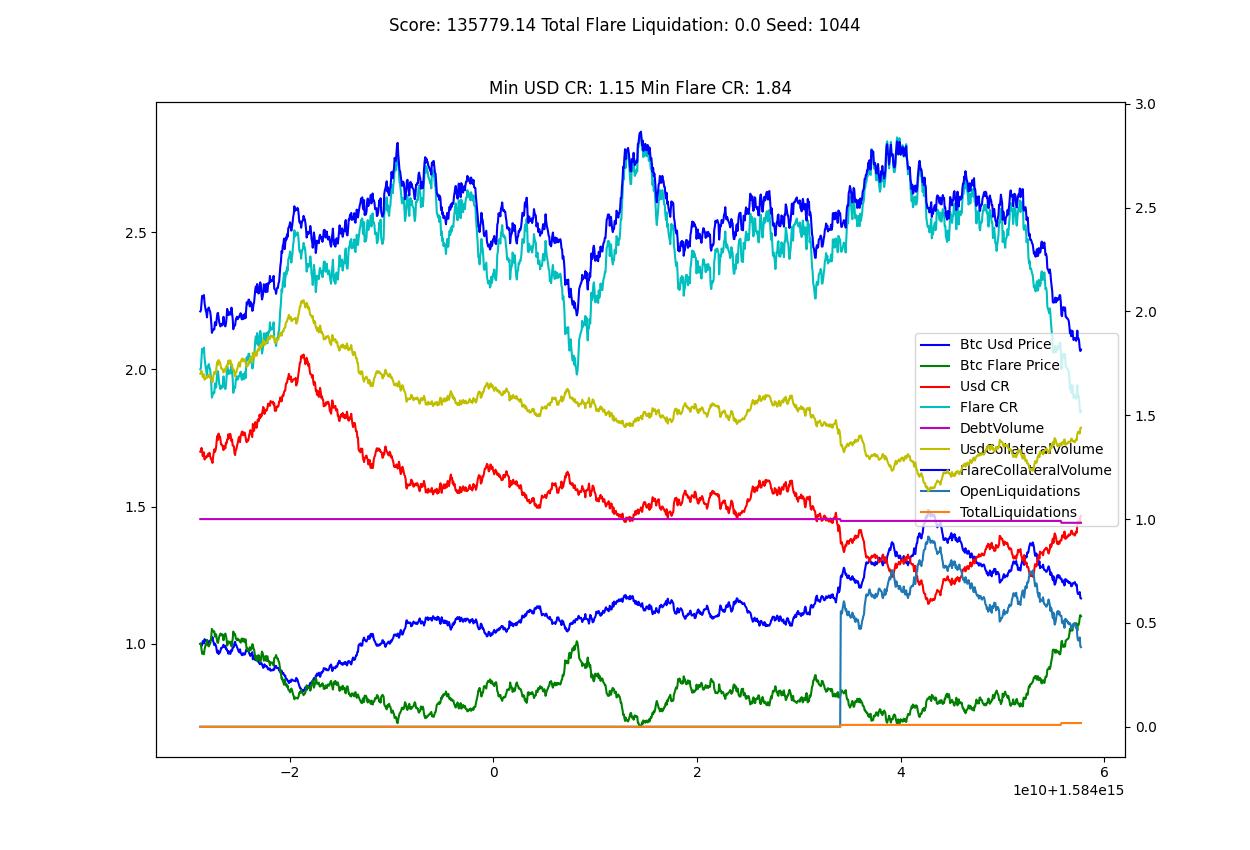 Score: 135779.14 Total Flare Liquidation: 0.0 Seed: 1044
Min USD CR: 1.15 Min Flare CR: 1.84
3.0
2.5
2.5
2.0
2.0
Btc Usd Price
Btc Flare Price
Usd CR
Flare CR
DebtVolume
UsdCollateralVolume
FlareCollateralVolume
OpenLiquidations
TotalLiquidations
1.5
1.5
1.0
1.0
0.5
0.0
−2
0
2
4
6
1e10+1.584e15